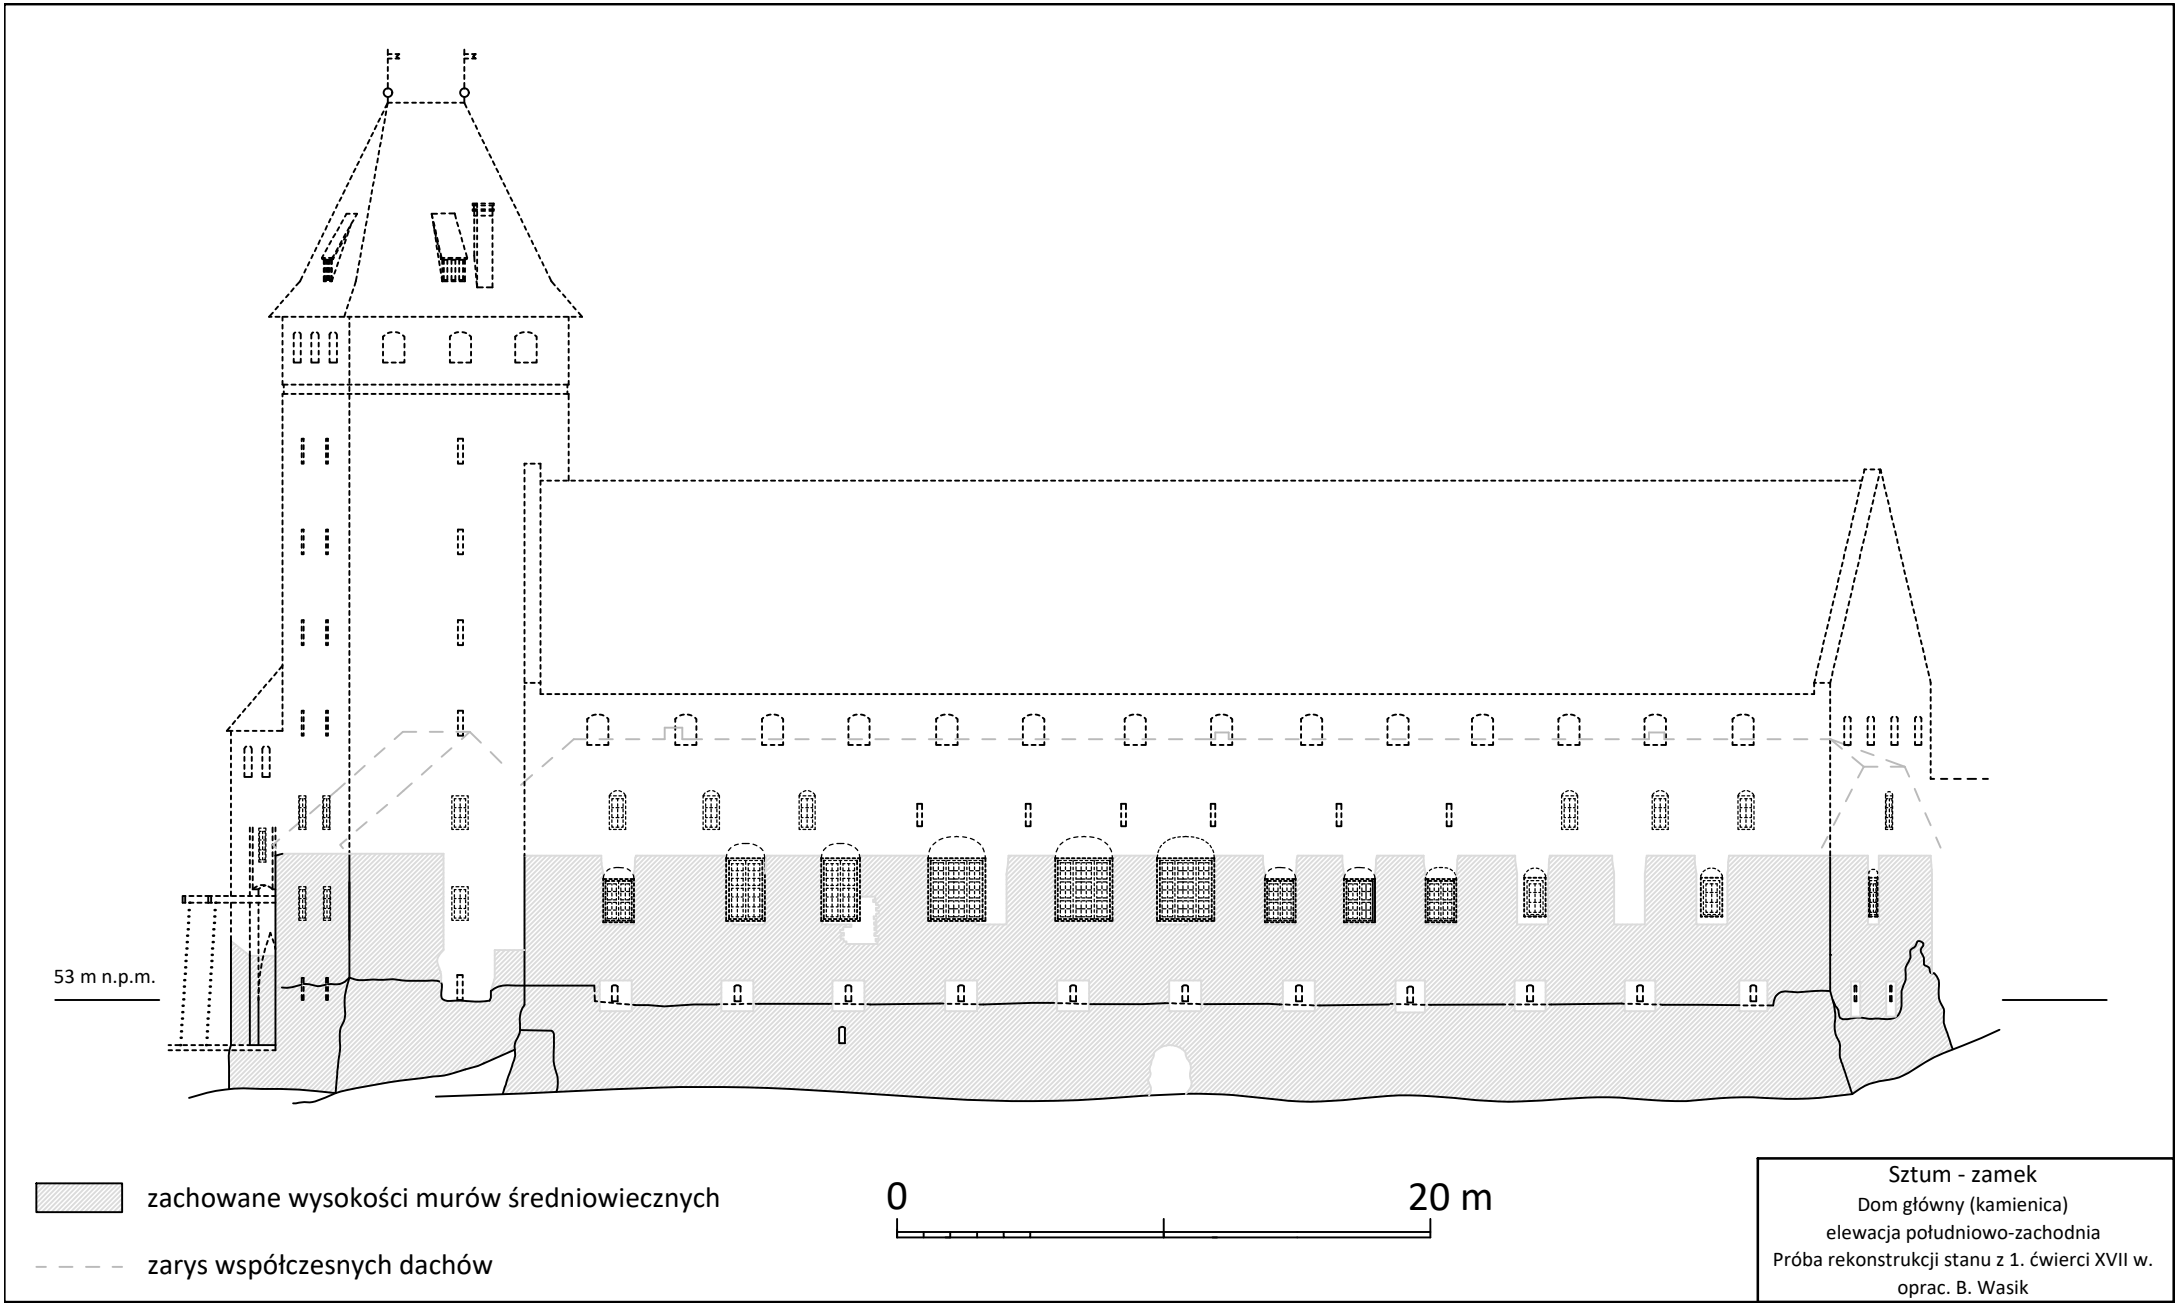 53 m n.p.m.
zachowane wysokości murów średniowiecznych
zarys współczesnych dachów
0 20 m
Sztum - zamek
Dom główny (kamienica)
elewacja południowo-zachodnia
Próba rekonstrukcji stanu z 1. ćwierci XVII w.
oprac. B. Wasik